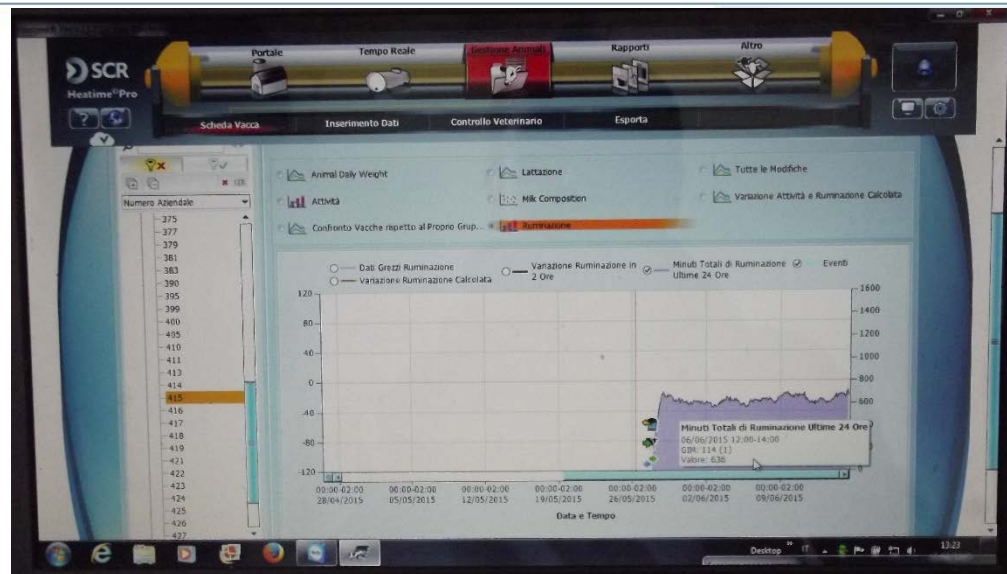 SCR
Heatime©Pro
Portale
Tempo Reale
Gestione Animali
Rapporti
Altro
Scheda Vacca
Inserimento Dati
Controllo Veterinario
Esporta
Numero Aziendale
375
377
379
381
383
390
395
399
400
405
410
411
413
414
415
416
417
418
419
421
422
423
424
425
426
427
Animal Daily Weight
Lattazione
Tutte le Modifiche
Attività
Milk Composition
Variazione Attività e Ruminazione Calcolata
Confronto Vacche rispetto al Proprio Grup...
Ruminazione
Dati Grezzi Ruminazione
Variazione Ruminazione Calcolata
Variazione Ruminazione in
2 Ore
Minuti Totali di Ruminazione
Ultime 24 Ore
Eventi
120
80
40
0
-40
-80
-120
1600
1400
1200
1000
800
600
0
Minuti Totali di Ruminazione Ultime 24 Ore
06/06/2015 12:00-14:00
GIM: 114 (1)
Valore: 636
00:00-02:00 00:00-02:00 00:00-02:00 00:00-02:00 00:00-02:00 00:00-02:00 00:00-02:00
28/04/2015 05/05/2015 12/05/2015 19/05/2015 26/05/2015 02/06/2015 09/06/2015
Data e Tempo
Desktop
IT
13:23